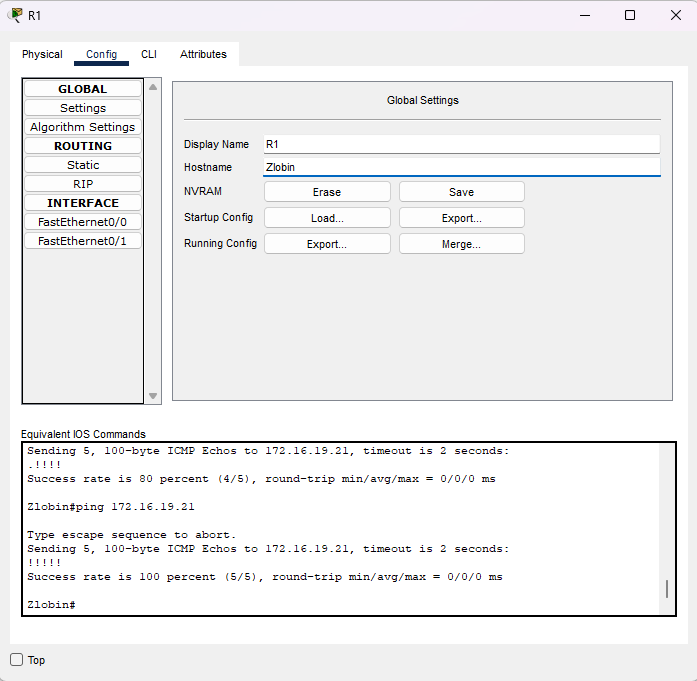 R1
Physical Config CLI Attributes
GLOBAL
Settings
Algorithm Settings
ROUTING
Static
RIP
INTERFACE
FastEthernet0/0
FastEthernet0/1
Global Settings
Display Name R1
Hostname Zlobin
NVRAM Erase Save
Startup Config Load... Export...
Running Config Export... Merge...
Equivalent IOS Commands
Sending 5, 100-byte ICMP Echos to 172.16.19.21, timeout is 2 seconds:
.!!!!
Success rate is 80 percent (4/5), round-trip min/avg/max = 0/0/0 ms
Zlobin#ping 172.16.19.21
Type escape sequence to abort.
Sending 5, 100-byte ICMP Echos to 172.16.19.21, timeout is 2 seconds:
!!!!!
Success rate is 100 percent (5/5), round-trip min/avg/max = 0/0/0 ms
Zlobin#
Top